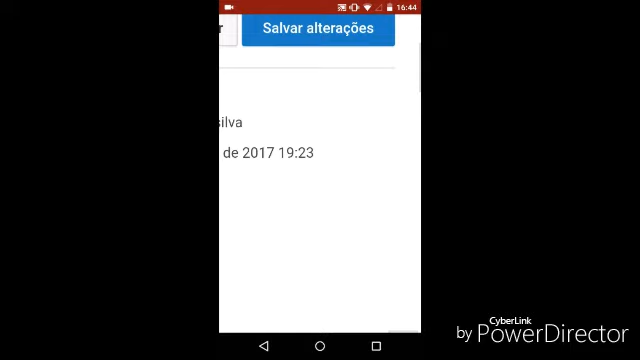 16:44
r
Salvar alterações
silva
de 2017 19:23
CyberLink
by PowerDirector